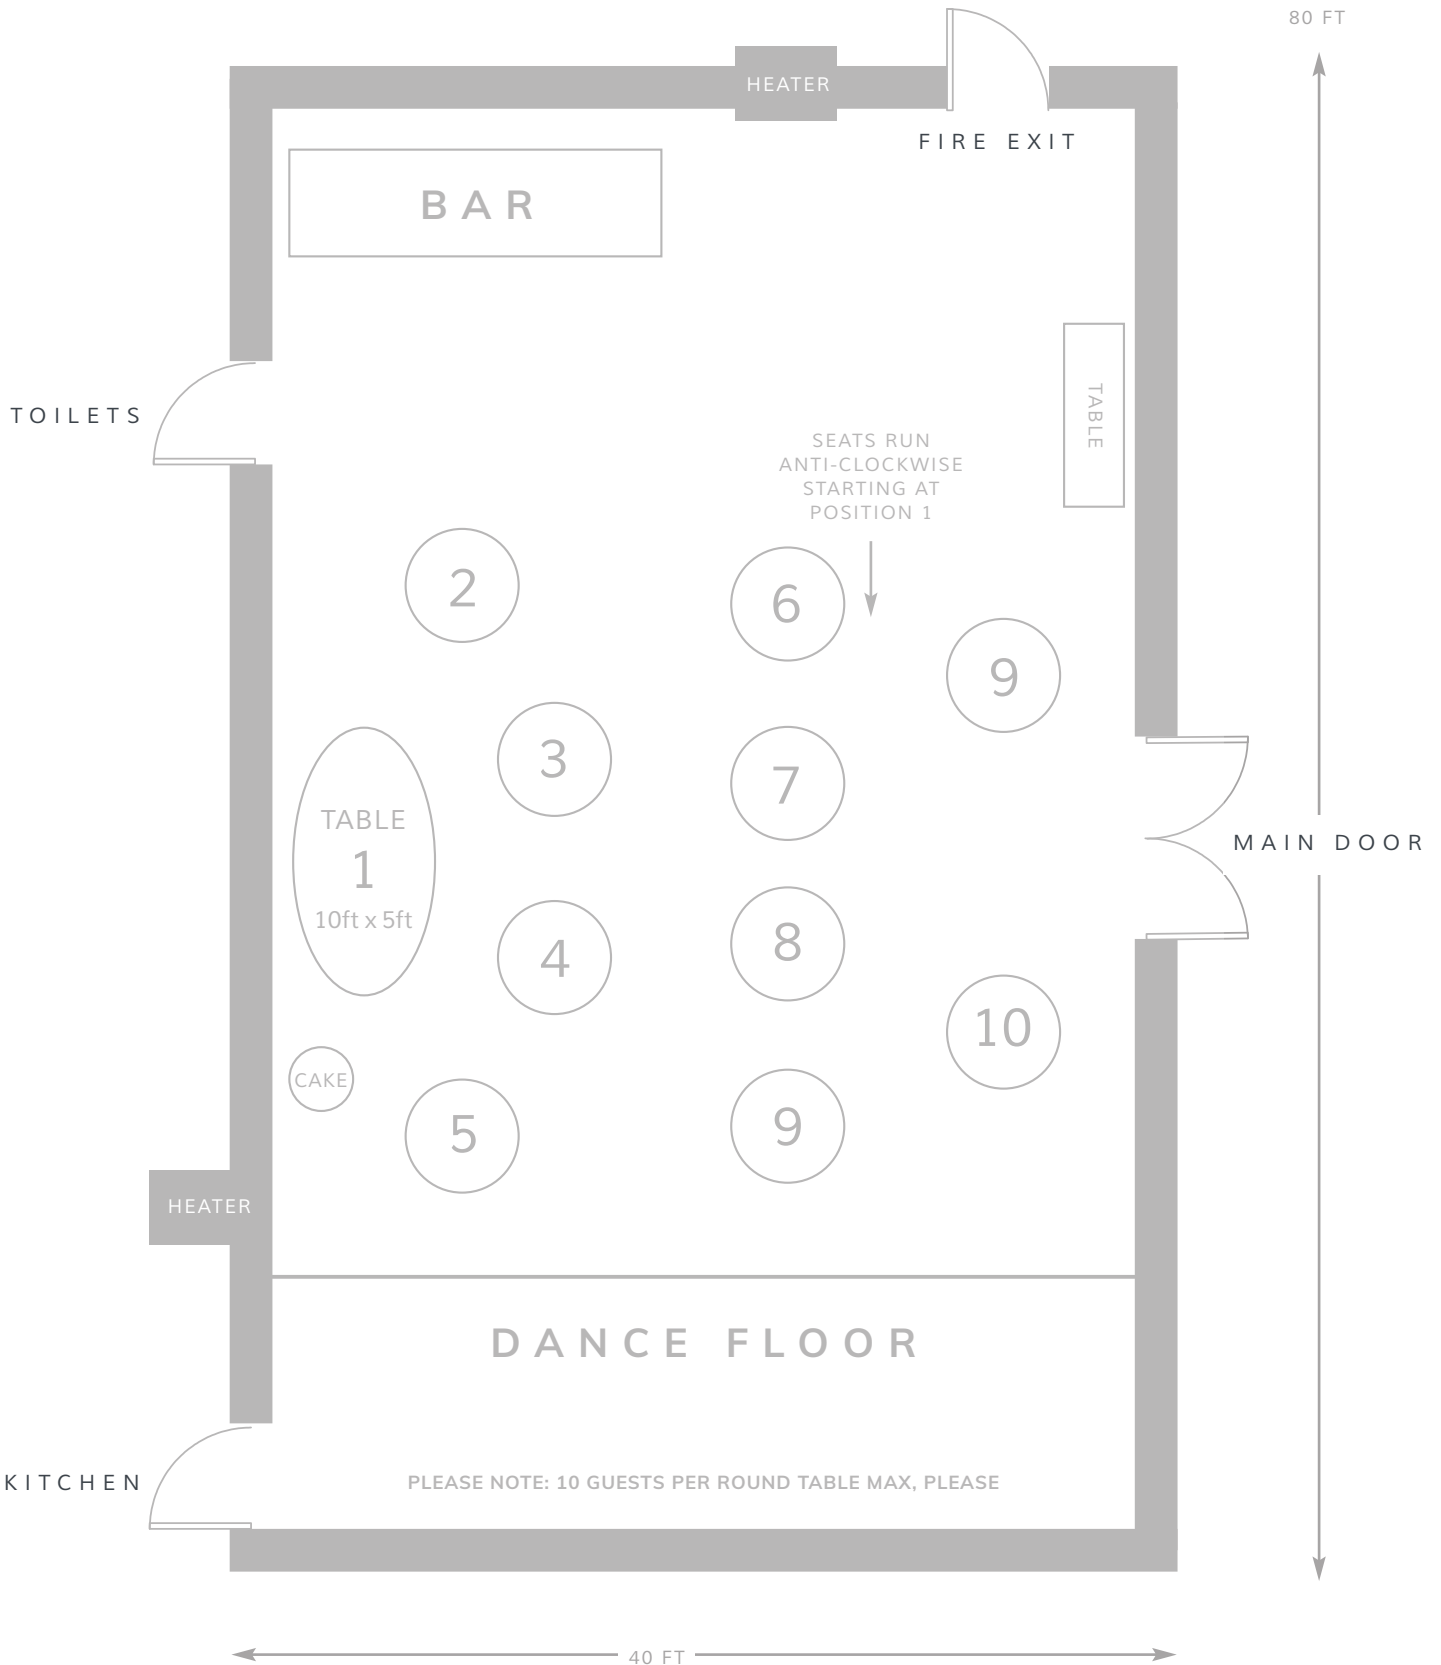 80 FT
HEATER
FIRE EXIT
BAR
TABLE
TOILETS
SEATS RUN
ANTI-CLOCKWISE
STARTING AT
POSITION 1
2
6
9
3
7
TABLE
1
10ft x 5ft
MAIN DOOR
4
8
10
CAKE
5
9
HEATER
DANCE FLOOR
KITCHEN
PLEASE NOTE: 10 GUESTS PER ROUND TABLE MAX, PLEASE
40 FT